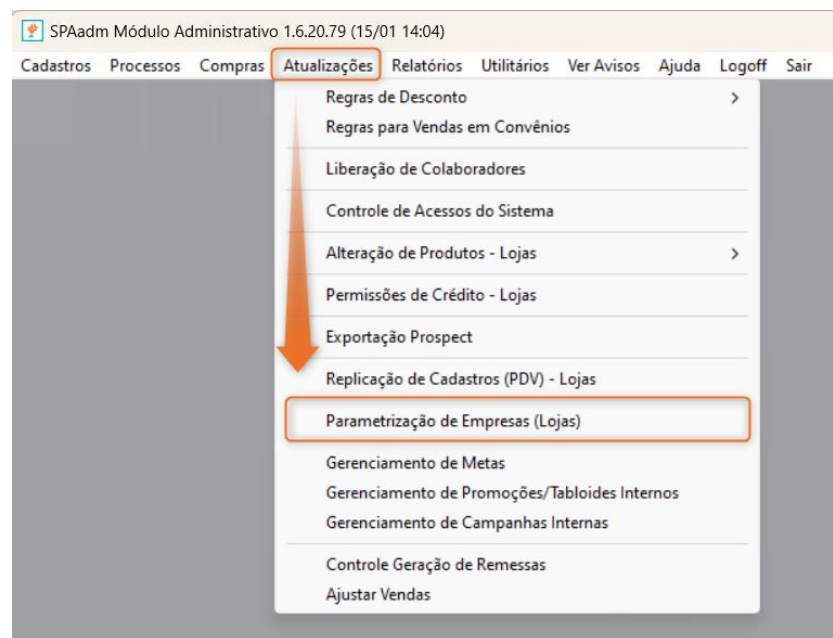 SPAadm Módulo Administrativo 1.6.20.79 (15/01 14:04)
Cadastros Processos Compras Atualizações Relatórios Utilitários Ver Avisos Ajuda Logoff Sair
Regras de Desconto
Regras para Vendas em Convênios
Liberação de Colaboradores
Controle de Acessos do Sistema
Alteração de Produtos - Lojas
Permissões de Crédito - Lojas
Exportação Prospect
Replicação de Cadastros (PDV) - Lojas
Parametrização de Empresas (Lojas)
Gerenciamento de Metas
Gerenciamento de Promoções/Tabloides Internos
Gerenciamento de Campanhas Internas
Controle Geração de Remessas
Ajustar Vendas